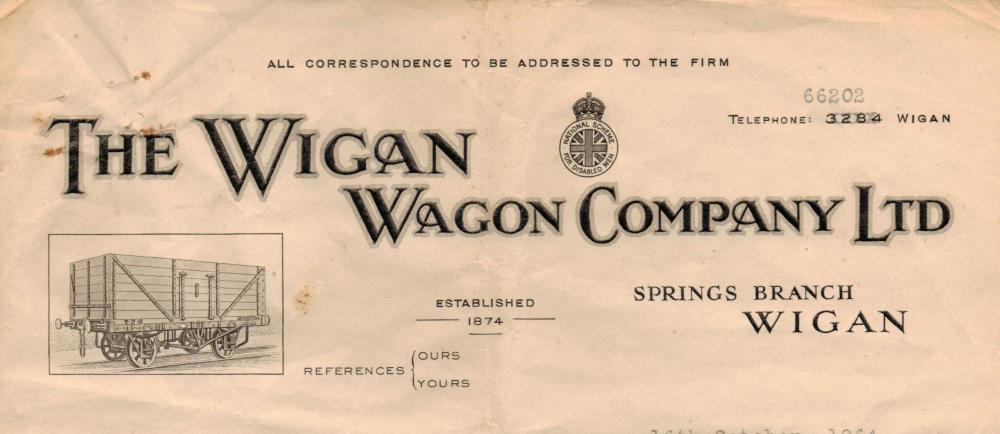 ALL CORRESPONDENCE TO BE ADDRESSED TO THE FIRM
66202
TELEPHONE: 3284 WIGAN
THE WIGAN
NATIONAL SCHEME
FOR DISABLED MEN
WAGON COMPANY LTD
SPRINGS BRANCH
WIGAN
ESTABLISHED
1874
REFERENCES
OURS
YOURS